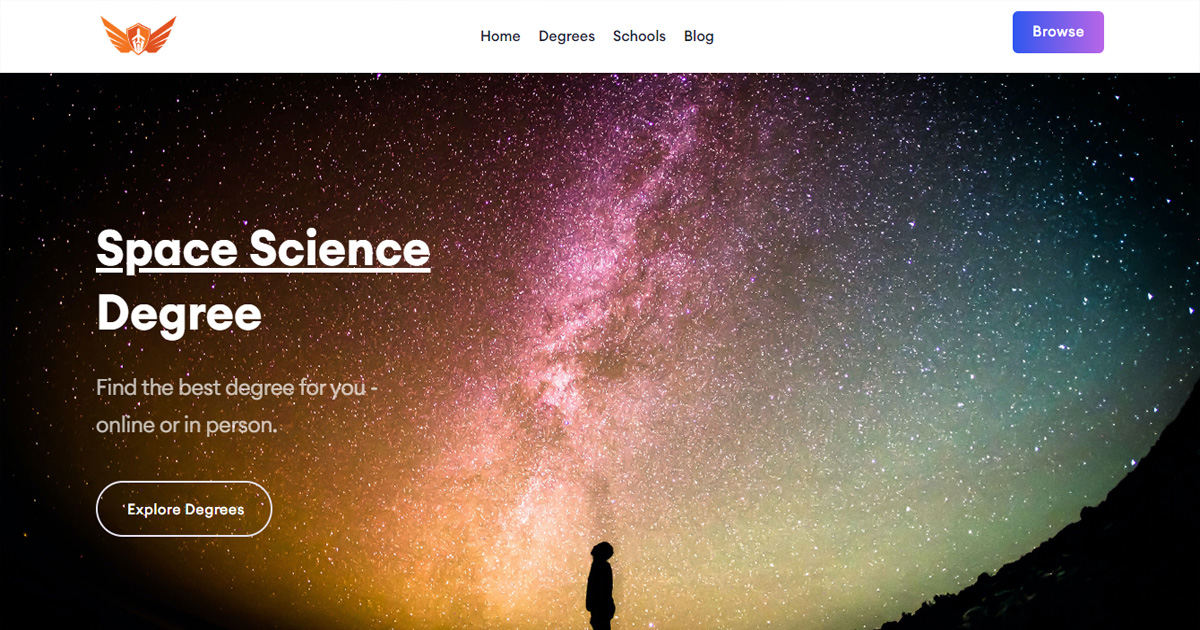 Home Degrees Schools Blog
Browse
Space Science
Degree
Find the best degree for you -
online or in person.
Explore Degrees